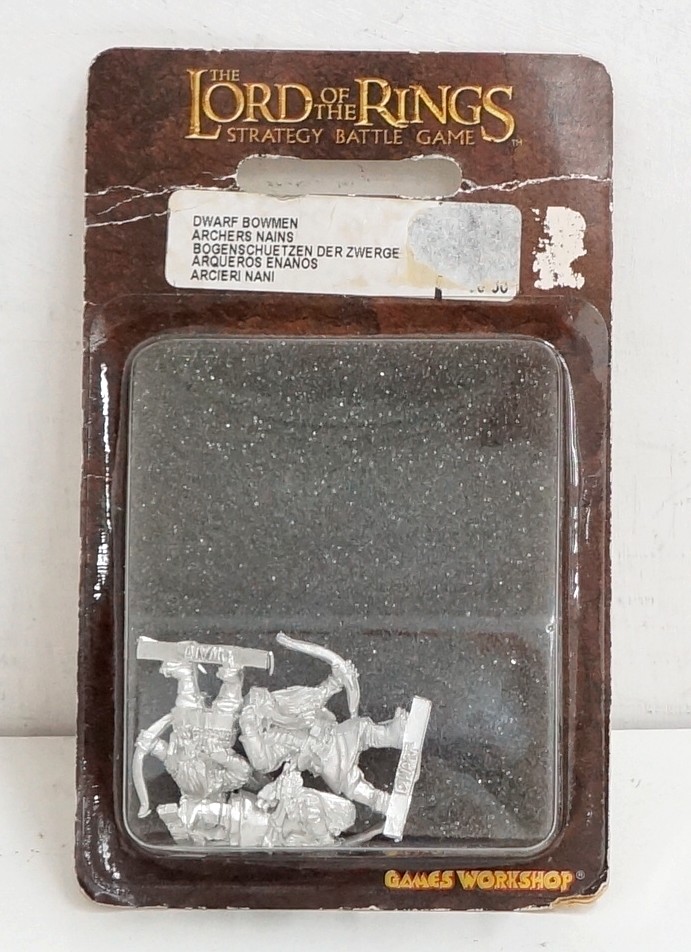 THE
LORD OF THE RINGS
STRATEGY BATTLE GAME™
DWARF BOWMEN
ARCHERS NAINS
BOGENSCHUETZEN DER ZWERGE
ARQUEROS ENANOS
ARCIERI NANI
GAMES WORKSHOP®